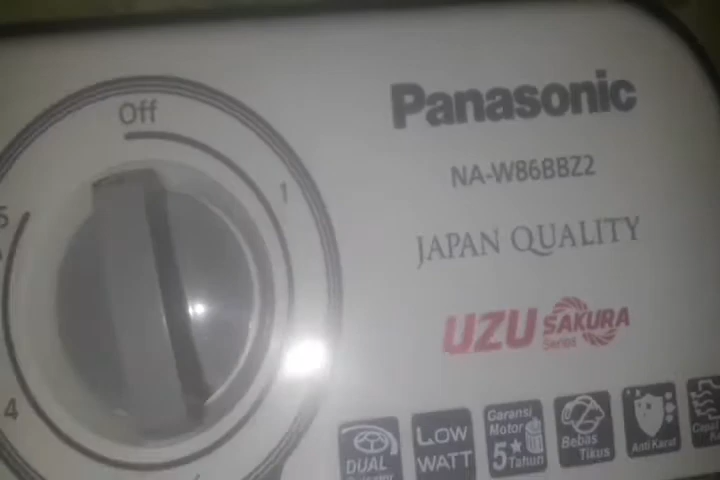 Off
1
5
4
Panasonic
NA-W86BBZ2
JAPAN QUALITY
UZU SAKURA
Series
DUAL
LOW
WATT
Garansi
Motor
5 Tahun
Bebas
Tikus
Anti Karat